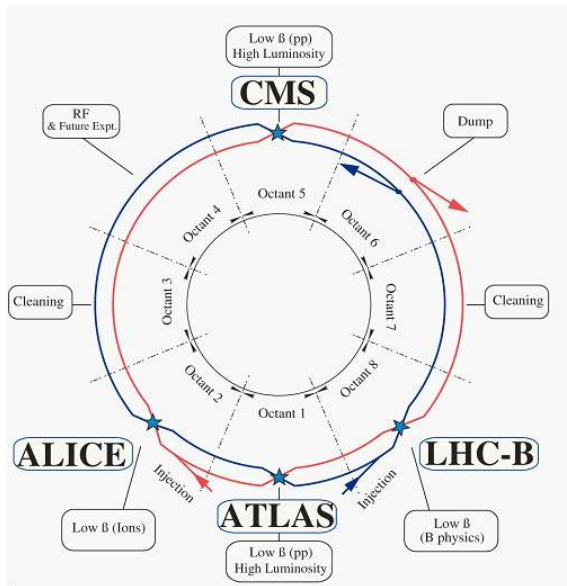 Low ß (pp)
High Luminosity
CMS
RF
& Future Expt.
Dump
Octant 5
Octant 4
Octant 6
Cleaning
Octant 3
Octant 7
Cleaning
Octant 2
Octant 8
Octant 1
ALICE
LHC-B
Injection
Injection
ATLAS
Low ß (Ions)
Low ß
(B physics)
Low ß (pp)
High Luminosity